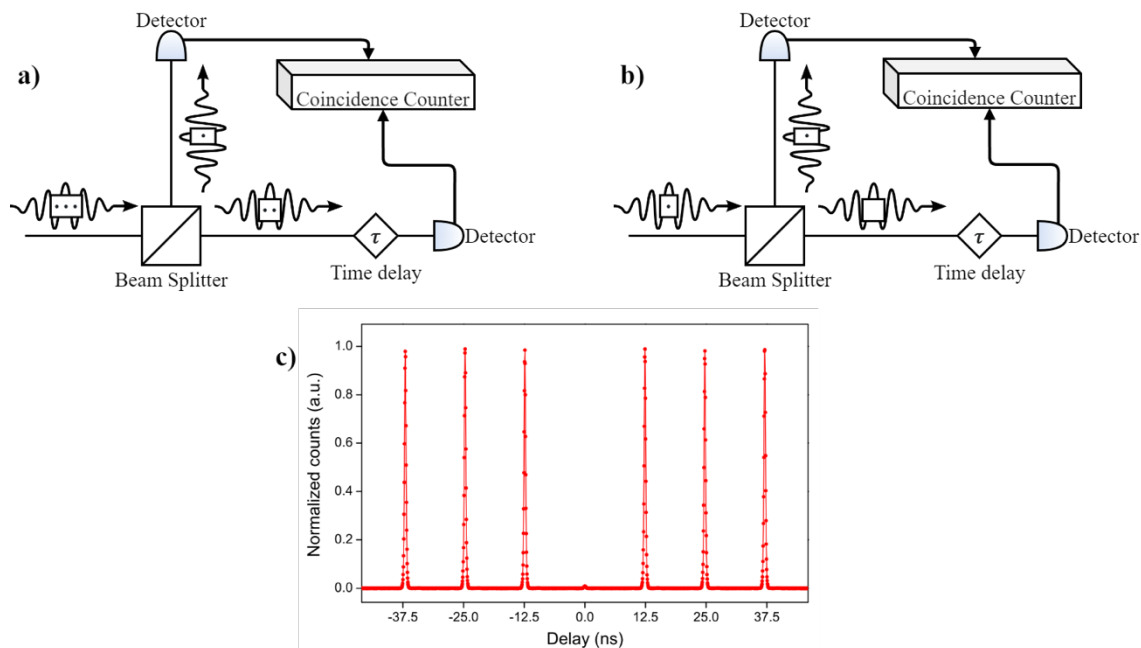 a)
Detector
Coincidence Counter
τ
Detector
Beam Splitter
Time delay
b)
Detector
Coincidence Counter
τ
Detector
Beam Splitter
Time delay
c)
Normalized counts (a.u.)
1.0
0.8
0.6
0.4
0.2
0.0
-37.5 -25.0 -12.5 0.0 12.5 25.0 37.5
Delay (ns)